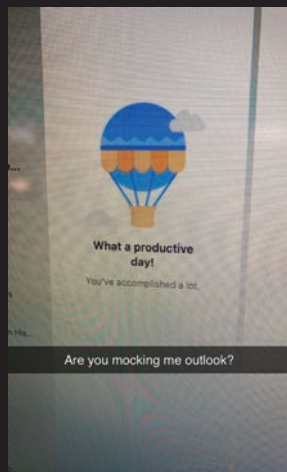 What a productive
day!
You've accomplished a lot.
Are you mocking me outlook?